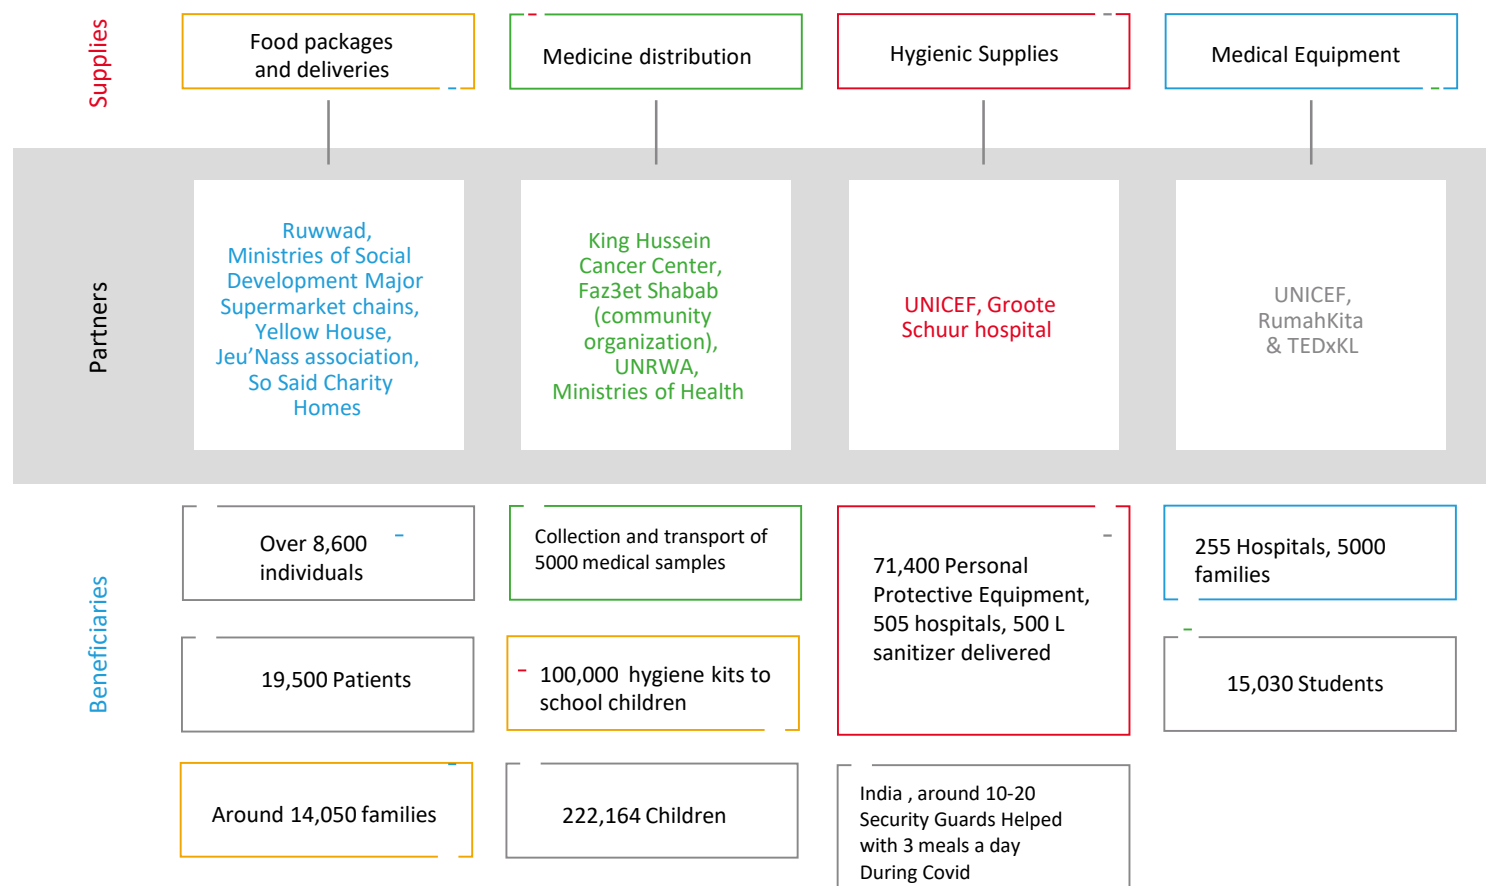 Supplies
Food packages
and deliveries
Medicine distribution
Hygienic Supplies
Medical Equipment
Partners
Ruwwad,
Ministries of Social
Development Major
Supermarket chains,
Yellow House,
Jeu’Nass association,
So Said Charity
Homes
King Hussein
Cancer Center,
Faz3et Shabab
(community
organization),
UNRWA,
Ministries of Health
UNICEF, Groote
Schuur hospital
UNICEF,
RumahKita
& TEDxKL
Beneficiaries
Over 8,600
individuals
Collection and transport of
5000 medical samples
71,400 Personal
Protective Equipment,
505 hospitals, 500 L
sanitizer delivered
255 Hospitals, 5000
families
19,500 Patients
100,000 hygiene kits to
school children
15,030 Students
Around 14,050 families
222,164 Children
India , around 10-20
Security Guards Helped
with 3 meals a day
During Covid